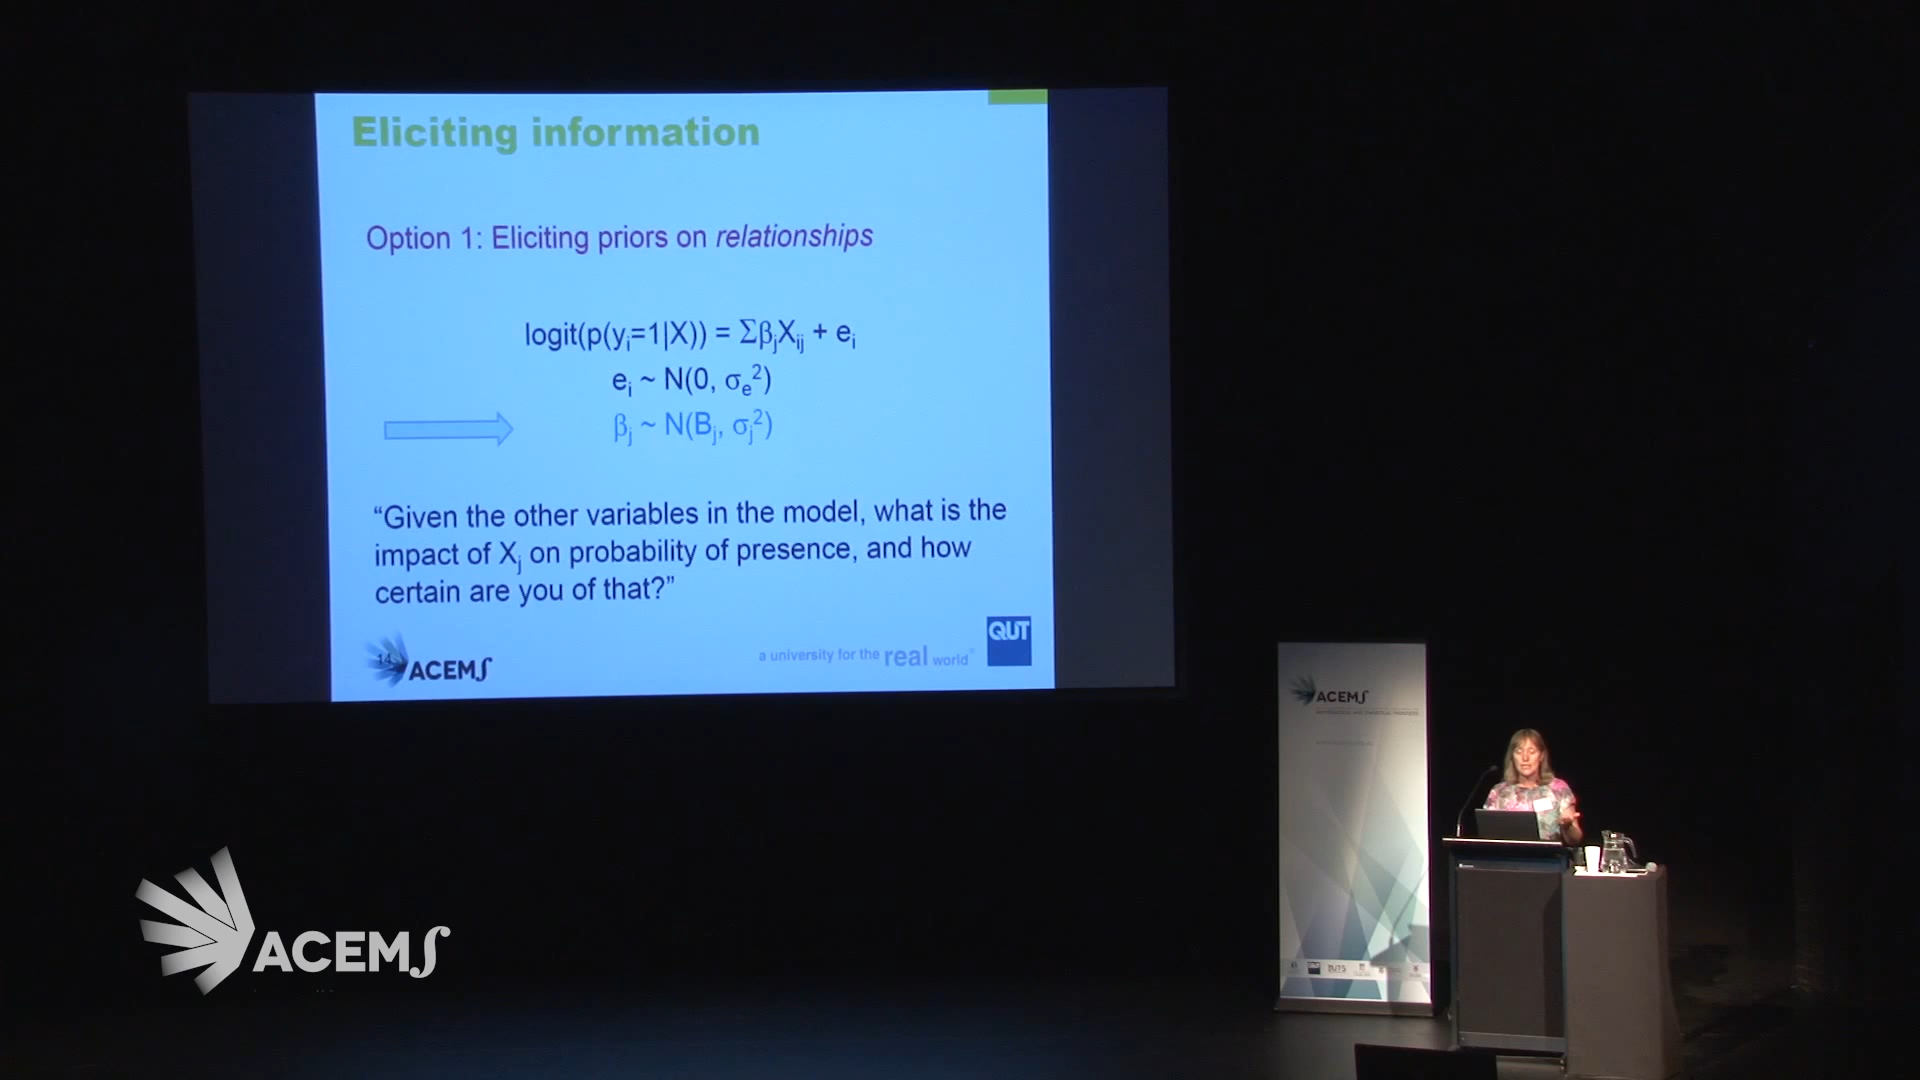 Eliciting information
Option 1: Eliciting priors on relationships
logit(p(yᵢ=1|X)) = ΣβⱼXᵢⱼ + eᵢ
eᵢ ~ N(0, σₑ²)
βⱼ ~ N(Bⱼ, σⱼ²)
“Given the other variables in the model, what is the
impact of Xⱼ on probability of presence, and how
certain are you of that?”
14
ACEMS
a university for the real world
QUT
ACEMS
UTS
ACEMS